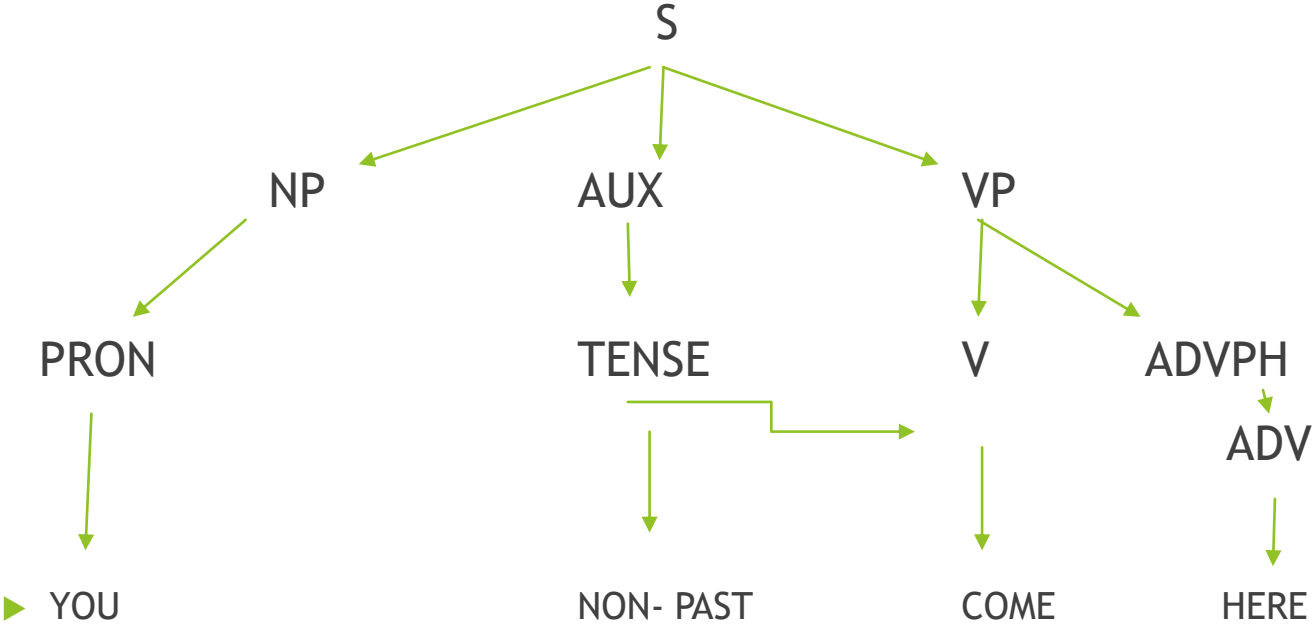 S
NP AUX VP
PRON TENSE V ADVPH
ADV
YOU NON- PAST COME HERE